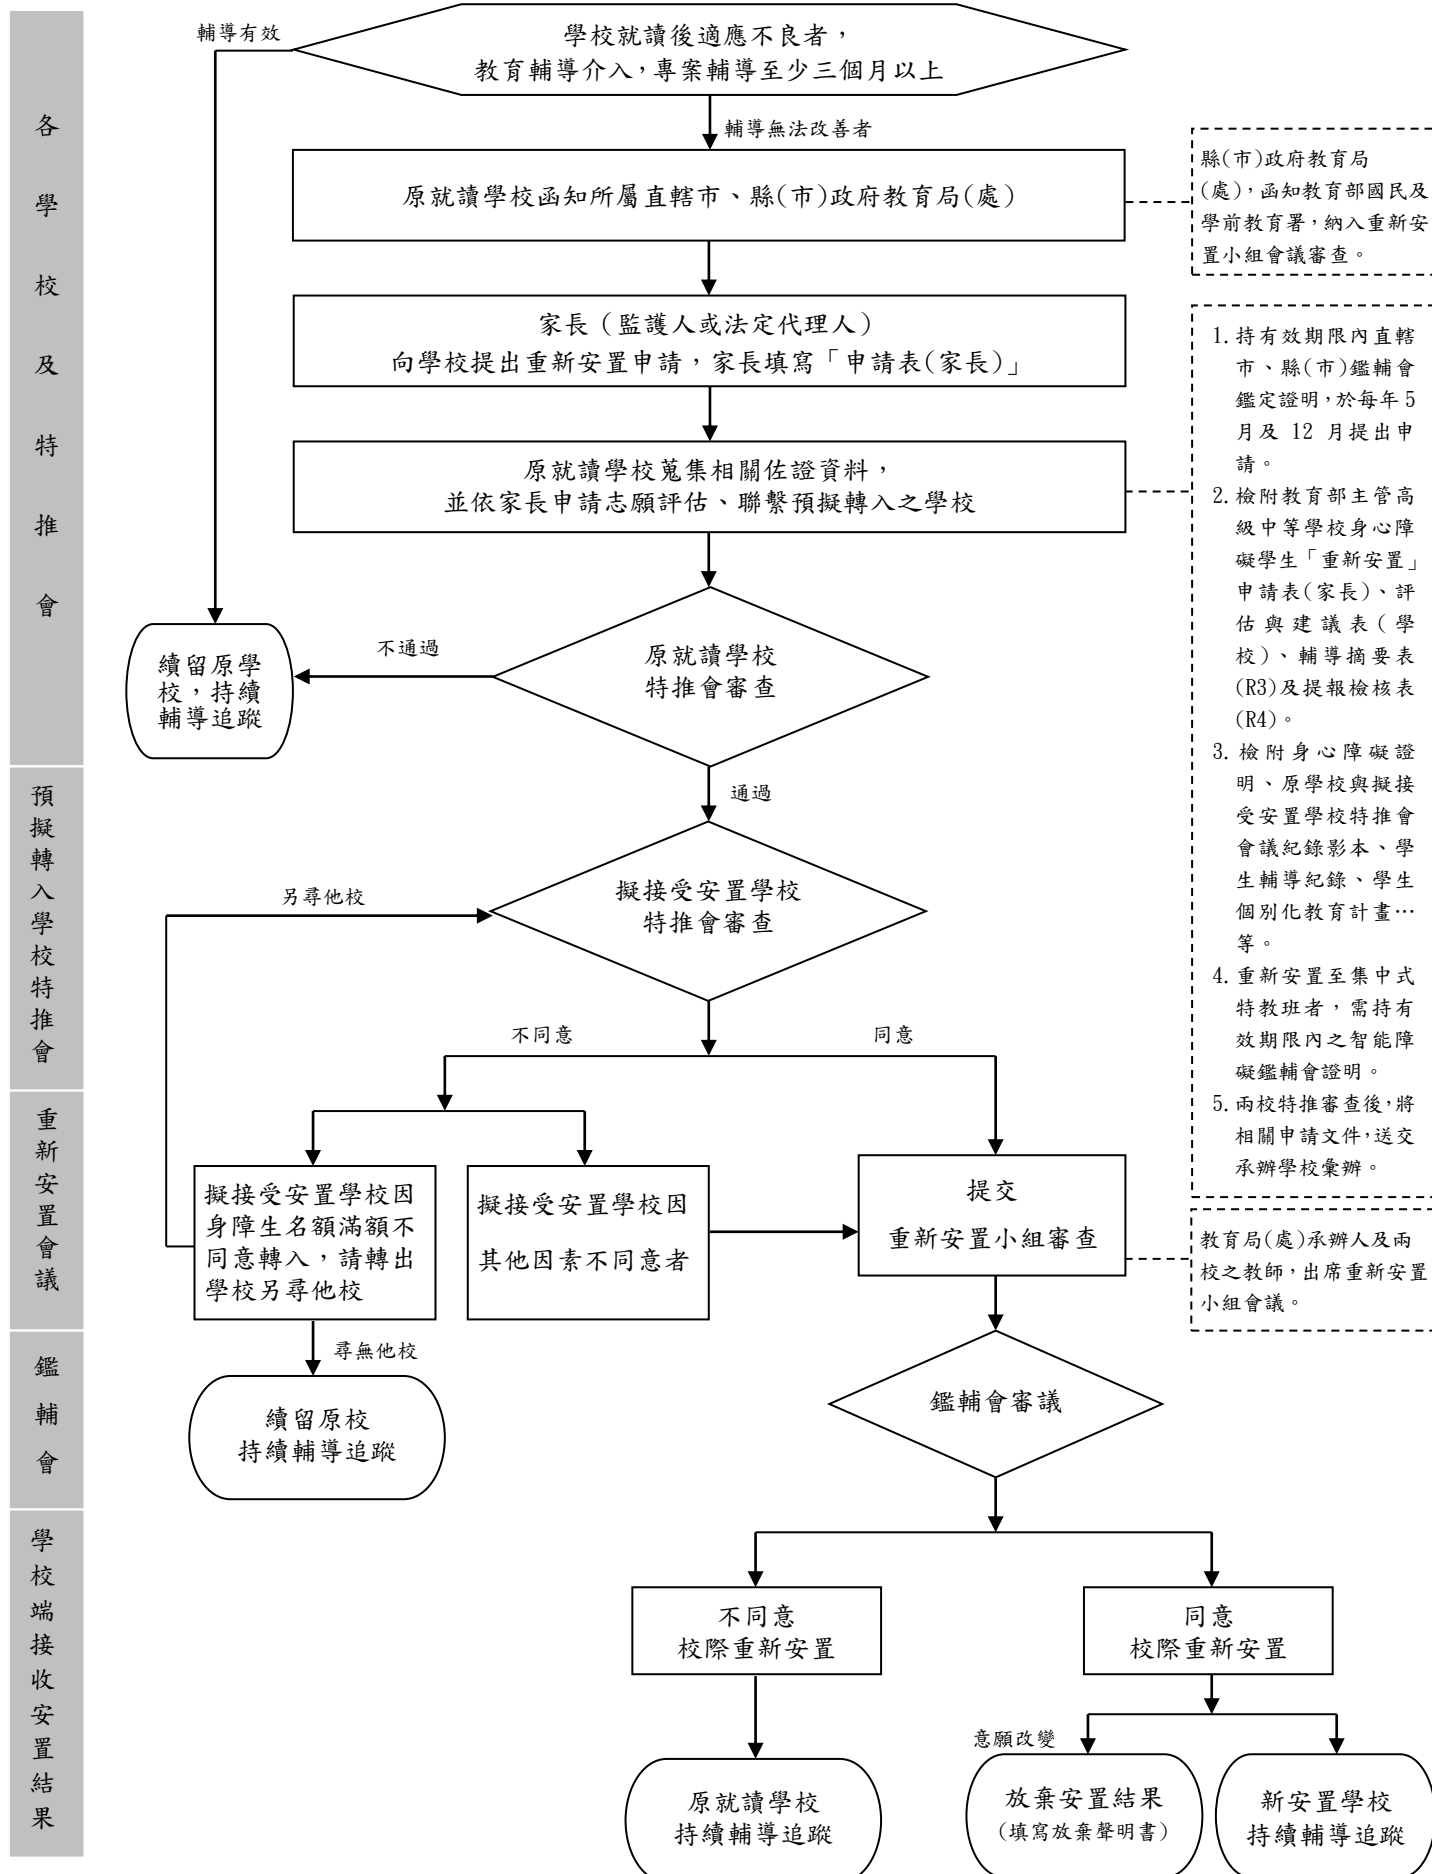 各學校及特推會
預擬轉入學校特推會
重新安置會議
鑑輔會
學校端接收安置結果
輔導有效
學校就讀後適應不良者，
教育輔導介入，專案輔導至少三個月以上
輔導無法改善者
原就讀學校函知所屬直轄市、縣(市)政府教育局(處)
縣(市)政府教育局
(處)，函知教育部國民及
學前教育署，納入重新安
置小組會議審查。
家長（監護人或法定代理人）
向學校提出重新安置申請，家長填寫「申請表(家長)」
原就讀學校蒐集相關佐證資料，
並依家長申請志願評估、聯繫預擬轉入之學校
1. 持有效期限內直轄
市、縣(市)鑑輔會
鑑定證明，於每年 5
月及 12 月提出申
請。
2. 檢附教育部主管高
級中等學校身心障
礙學生「重新安置」
申請表(家長)、評
估與建議表（學
校）、輔導摘要表
(R3)及提報檢核表
(R4)。
3. 檢附身心障礙證
明、原學校與擬接
受安置學校特推會
會議紀錄影本、學
生輔導紀錄、學生
個別化教育計畫…
等。
4. 重新安置至集中式
特教班者，需持有
效期限內之智能障
礙鑑輔會證明。
5. 兩校特推審查後，將
相關申請文件，送交
承辦學校彙辦。
不通過
原就讀學校
特推會審查
續留原學
校，持續
輔導追蹤
通過
另尋他校
擬接受安置學校
特推會審查
不同意
同意
擬接受安置學校因
身障生名額滿額不
同意轉入，請轉出
學校另尋他校
擬接受安置學校因
其他因素不同意者
提交
重新安置小組審查
教育局(處)承辦人及兩
校之教師，出席重新安置
小組會議。
尋無他校
續留原校
持續輔導追蹤
鑑輔會審議
不同意
校際重新安置
同意
校際重新安置
意願改變
原就讀學校
持續輔導追蹤
放棄安置結果
（填寫放棄聲明書）
新安置學校
持續輔導追蹤